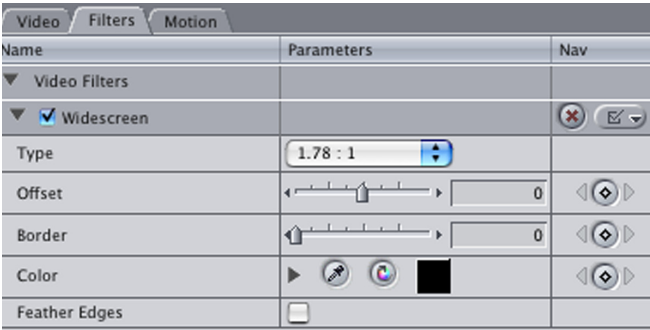 Video Filters Motion
Name Parameters Nav
Video Filters
Widescreen
Type 1.78 : 1
Offset 0
Border 0
Color
Feather Edges